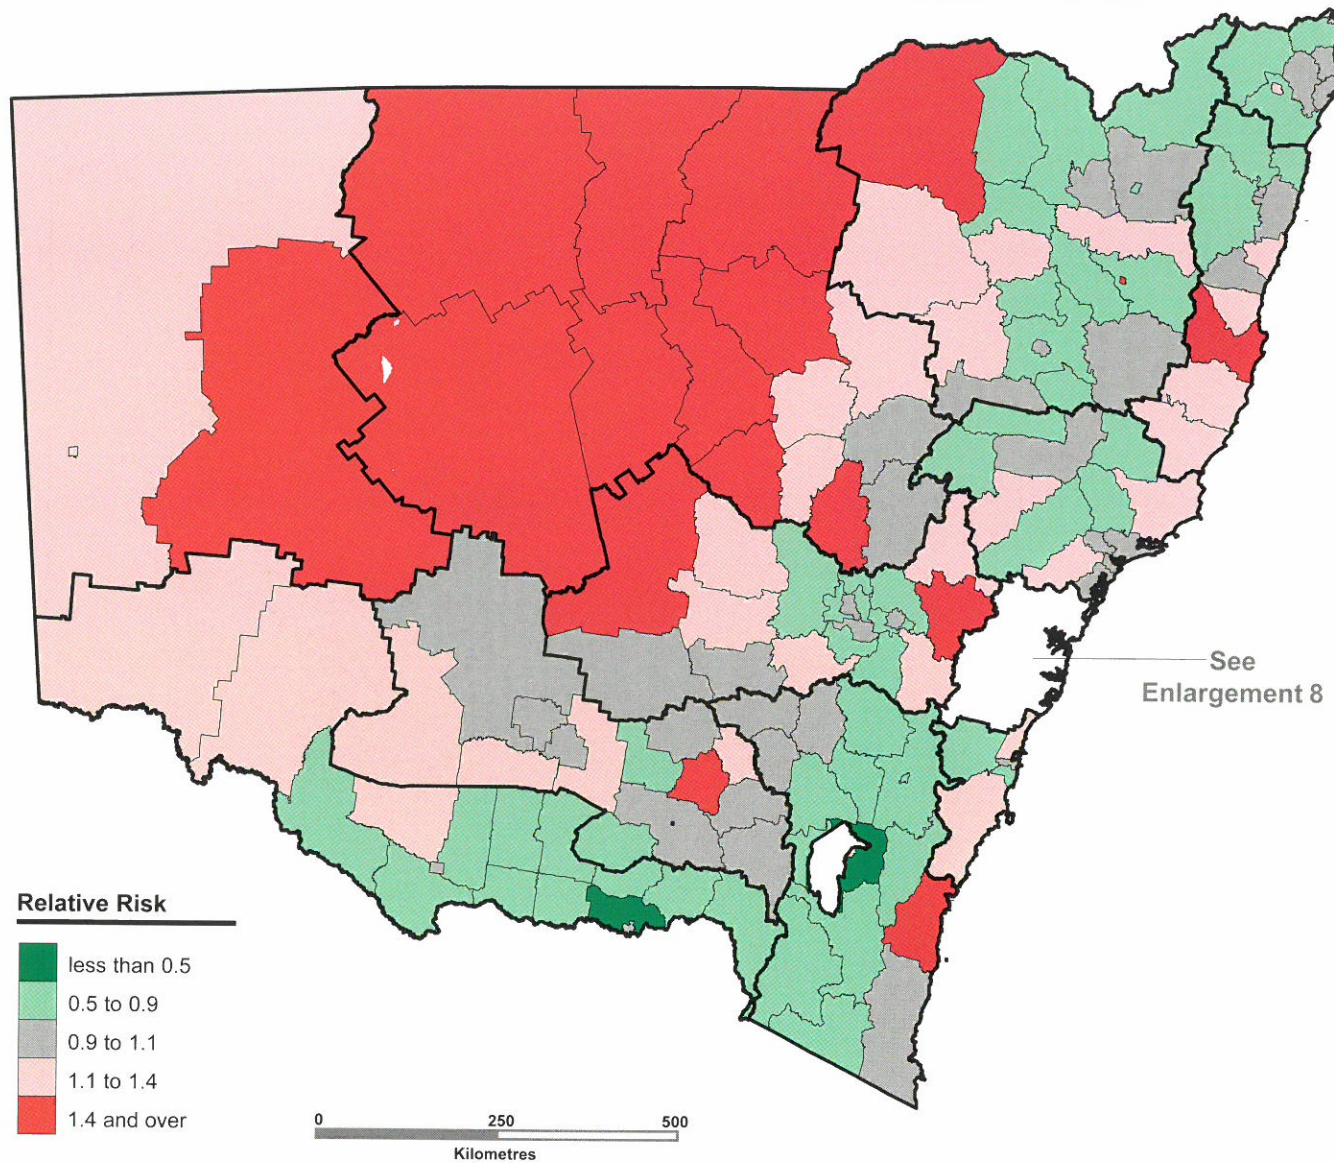 See
Enlargement 8
Relative Risk
less than 0.5
0.5 to 0.9
0.9 to 1.1
1.1 to 1.4
1.4 and over
0 250 500
Kilometres